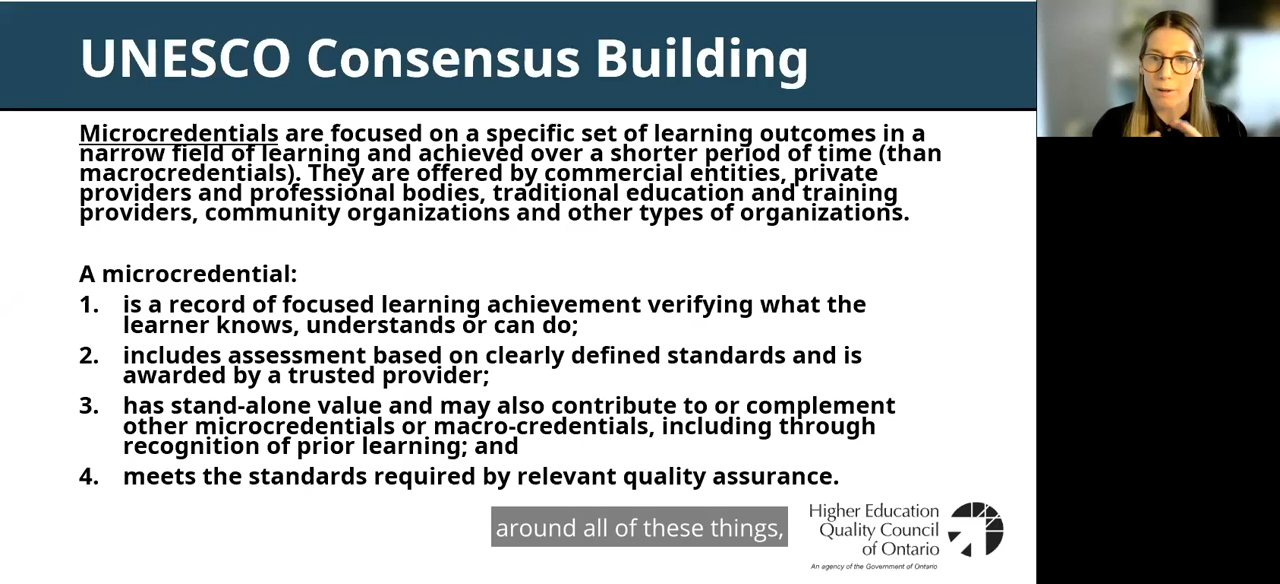 UNESCO Consensus Building
Microcredentials are focused on a specific set of learning outcomes in a
narrow field of learning and achieved over a shorter period of time (than
macrocredentials). They are offered by commercial entities, private
providers and professional bodies, traditional education and training
providers, community organizations and other types of organizations.
A microcredential:
1. is a record of focused learning achievement verifying what the
learner knows, understands or can do;
2. includes assessment based on clearly defined standards and is
awarded by a trusted provider;
3. has stand-alone value and may also contribute to or complement
other microcredentials or macro-credentials, including through
recognition of prior learning; and
4. meets the standards required by relevant quality assurance.
around all of these things,
Higher Education
Quality Council
of Ontario
An agency of the Government of Ontario